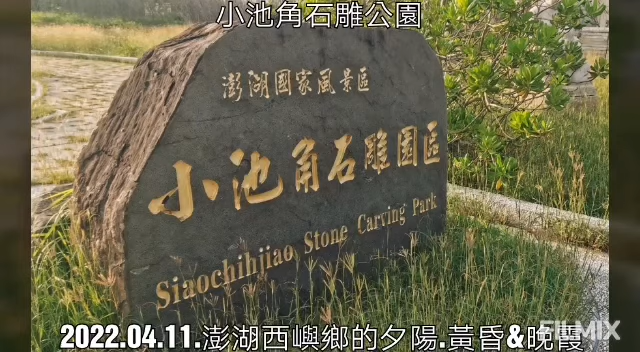 小池角石雕公園
澎湖國家風景區
小池角石雕園區
Siaochihjiao Stone Carving Park
FILMIX
2022.04.11.澎湖西嶼鄉的夕陽.黃昏&晚霞